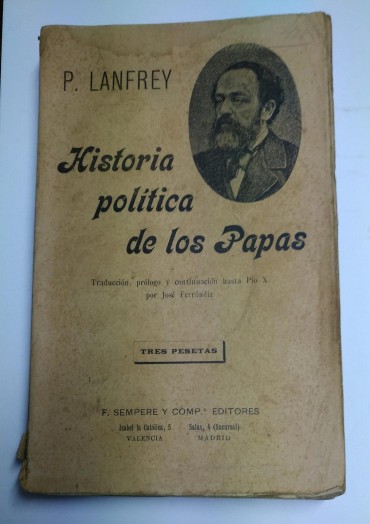 P. LANFREY
Historia
política
de los Papas
Traducción, prólogo y continuación hasta Pío X
por José Ferrándiz
TRES PESETAS
F. SEMPERE Y COMP.ª EDITORES
Isabel la Católica, 5 Salas, 4 (Sucursal)
VALENCIA MADRID